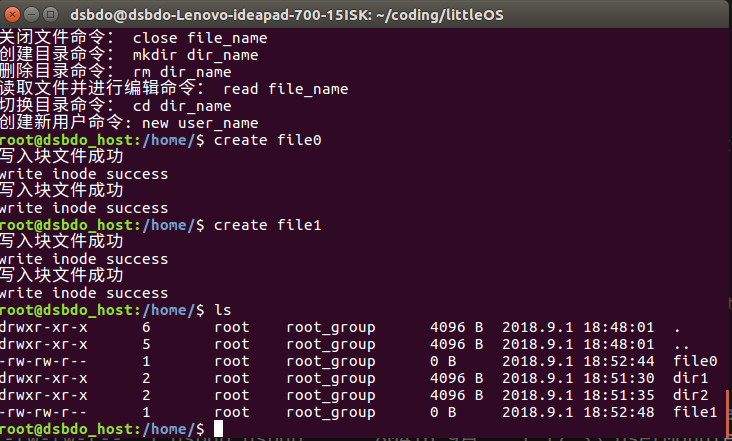 dsbdo@dsbdo-Lenovo-ideapad-700-15ISK: ~/coding/littleOS
关闭文件命令: close file_name
创建目录命令: mkdir dir_name
删除目录命令: rm dir_name
读取文件并进行编辑命令: read file_name
切换目录命令: cd dir_name
创建新用户命令: new user_name
root@dsbdo_host:/home/$ create file0
写入块文件成功
write inode success
写入块文件成功
write inode success
root@dsbdo_host:/home/$ create file1
写入块文件成功
write inode success
写入块文件成功
write inode success
root@dsbdo_host:/home/$ ls
drwxr-xr-x 6 root root_group 4096 B 2018.9.1 18:48:01 .
drwxr-xr-x 5 root root_group 4096 B 2018.9.1 18:48:01 ..
-rw-rw-r-- 1 root root_group 0 B 2018.9.1 18:52:44 file0
drwxr-xr-x 2 root root_group 4096 B 2018.9.1 18:51:30 dir1
drwxr-xr-x 2 root root_group 4096 B 2018.9.1 18:51:35 dir2
-rw-rw-r-- 1 root root_group 0 B 2018.9.1 18:52:48 file1
root@dsbdo_host:/home/$